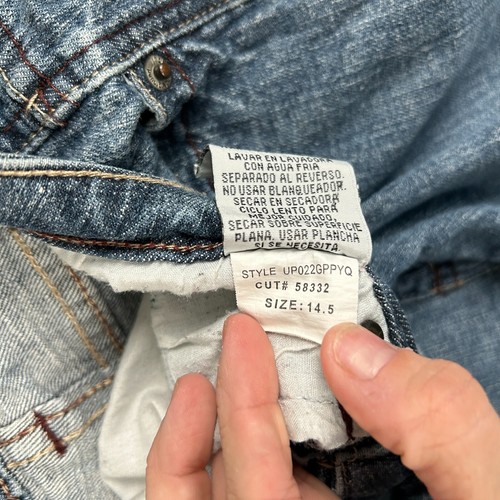 LAVAR EN LAVADORA
CON AGUA FRIA
SEPARADO AL REVERSO.
NO USAR BLANQUEADOR.
SECAR EN SECADORA
CICLO LENTO PARA
MEJOR CUIDADO.
SECAR SOBRE SUPERFICIE
PLANA. USAR PLANCHA
SI SE NECESITA.
STYLE UP022GPPYQ
CUT# 58332
SIZE: 14.5